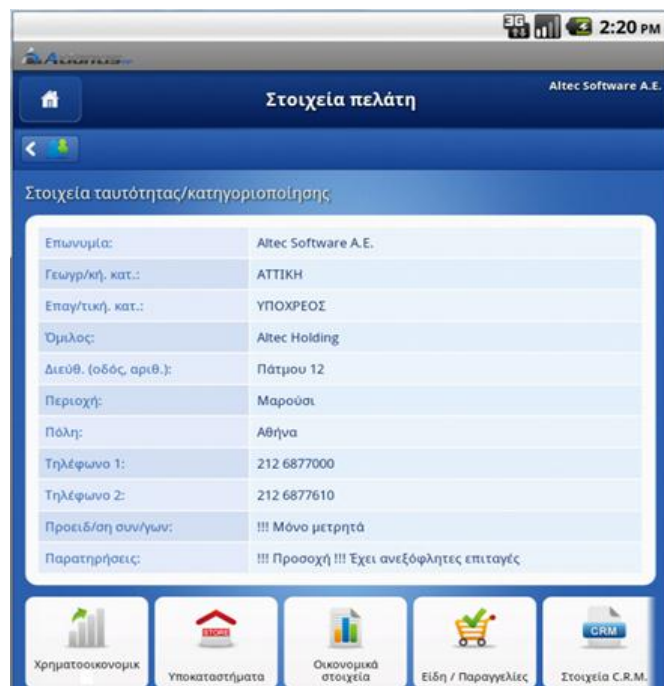 3G 2:20 PM
Altec Software A.E.
Στοιχεία πελάτη
Στοιχεία ταυτότητας/κατηγοριοποίησης
Επωνυμία: Altec Software A.E.
Γεωγρ/κή. κατ.: ΑΤΤΙΚΗ
Επαγ/τική. κατ.: ΥΠΟΧΡΕΟΣ
Όμιλος: Altec Holding
Διεύθ. (οδός, αριθ.): Πάτμου 12
Περιοχή: Μαρούσι
Πόλη: Αθήνα
Τηλέφωνο 1: 212 6877000
Τηλέφωνο 2: 212 6877610
Προειδ/ση συν/γων: !!! Μόνο μετρητά
Παρατηρήσεις: !!! Προσοχή !!! Έχει ανεξόφλητες επιταγές
STORE
CRM
Χρηματοοικονομικ
Υποκαταστήματα
Οικονομικά
στοιχεία
Είδη / Παραγγελίες
Στοιχεία C.R.M.